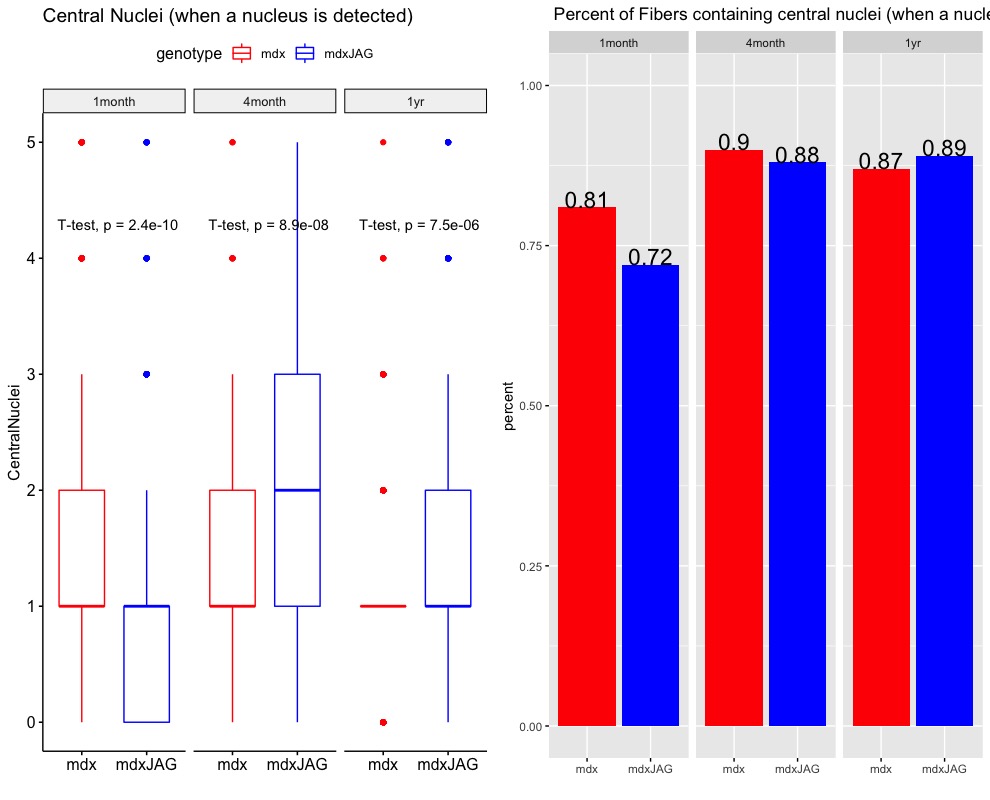 Central Nuclei (when a nucleus is detected)
genotype mdx mdxJAG
1month 4month 1yr
5
T-test, p = 2.4e-10 T-test, p = 8.9e-08 T-test, p = 7.5e-06
4
3
CentralNuclei
2
1
0
mdx mdxJAG mdx mdxJAG mdx mdxJAG
Percent of Fibers containing central nuclei (when a nucle
1month 4month 1yr
1.00
0.9 0.88 0.87 0.89
0.81
0.75
0.72
percent
0.50
0.25
0.00
mdx mdxJAG mdx mdxJAG mdx mdxJAG